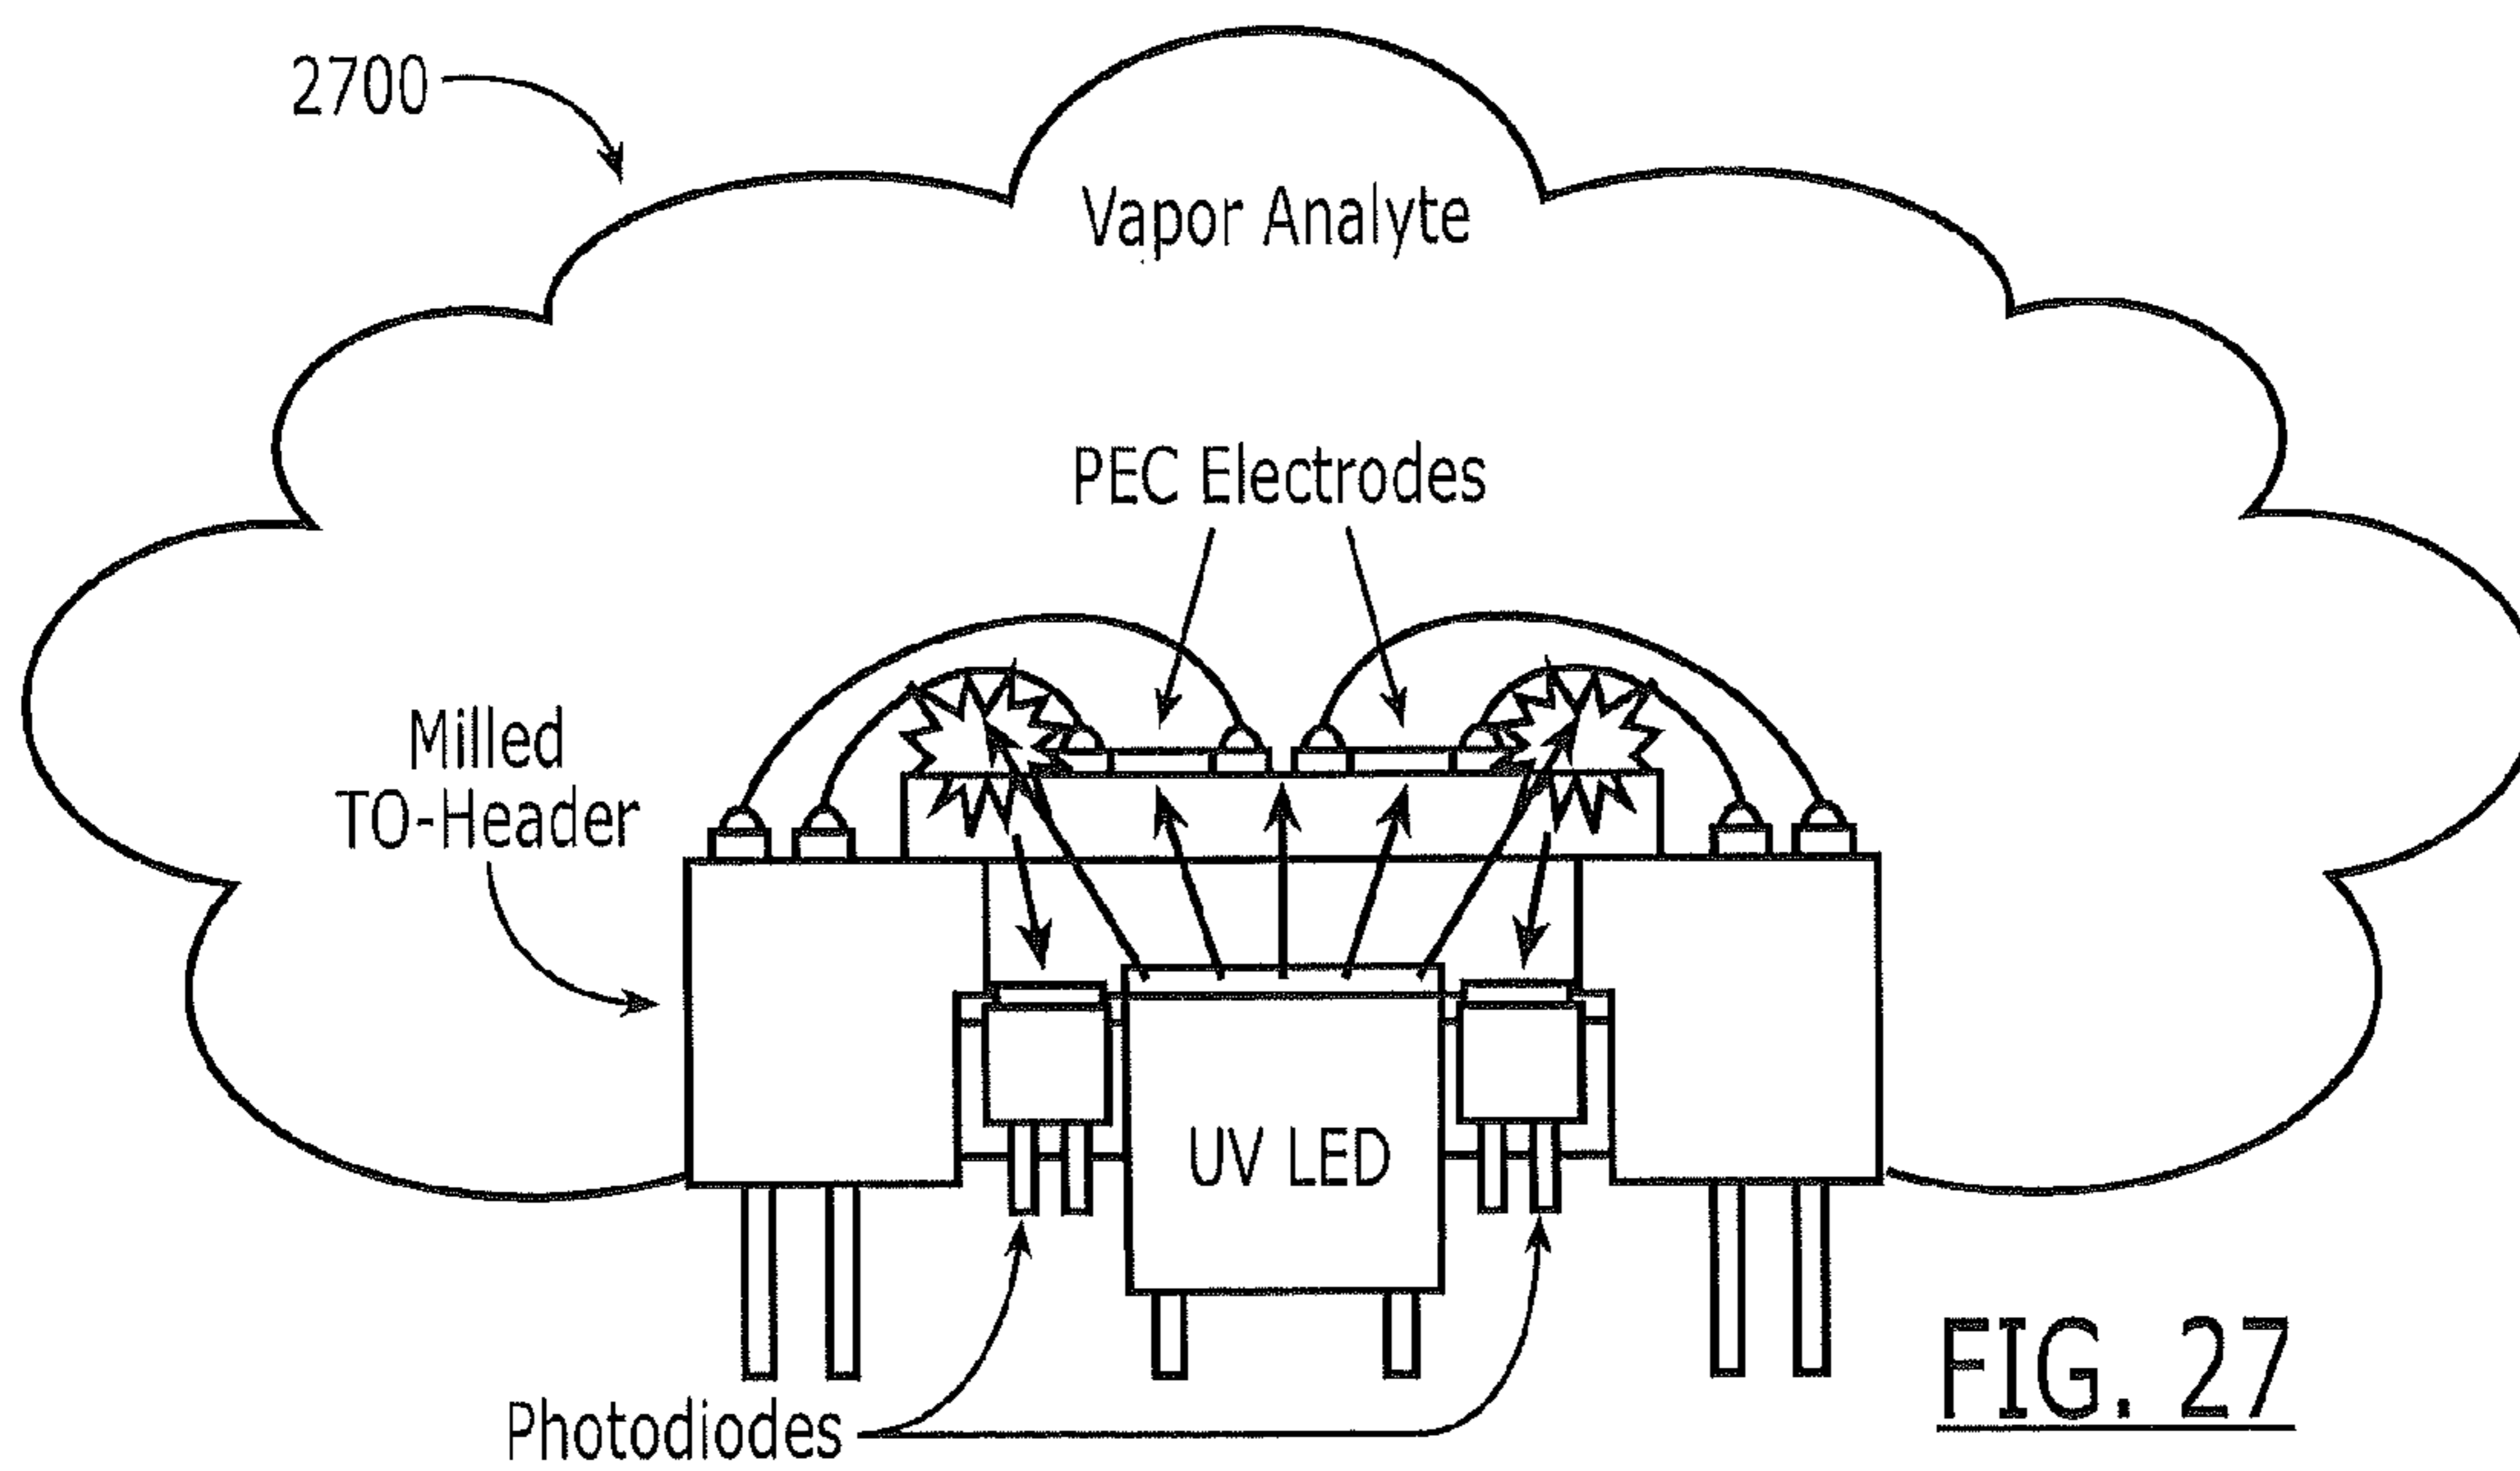 2700
Vapor Analyte
PEC Electrodes
Milled
TO-Header
UV LED
Photodiodes
FIG. 27